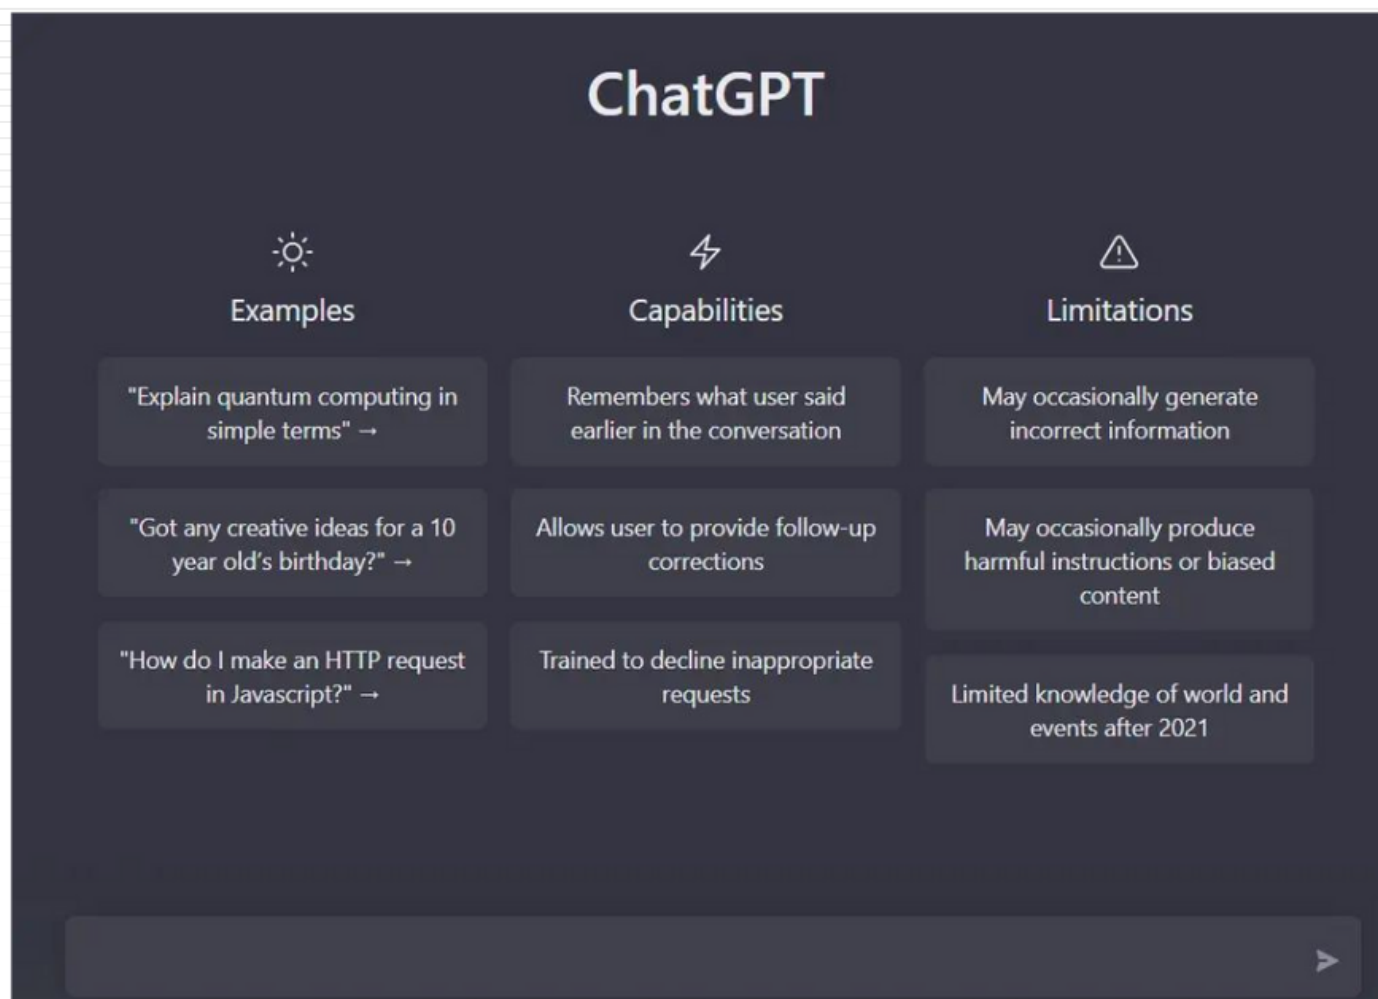 ChatGPT
Examples
"Explain quantum computing in
simple terms" →
"Got any creative ideas for a 10
year old's birthday?" →
"How do I make an HTTP request
in Javascript?" →
Capabilities
Remembers what user said
earlier in the conversation
Allows user to provide follow-up
corrections
Trained to decline inappropriate
requests
Limitations
May occasionally generate
incorrect information
May occasionally produce
harmful instructions or biased
content
Limited knowledge of world and
events after 2021